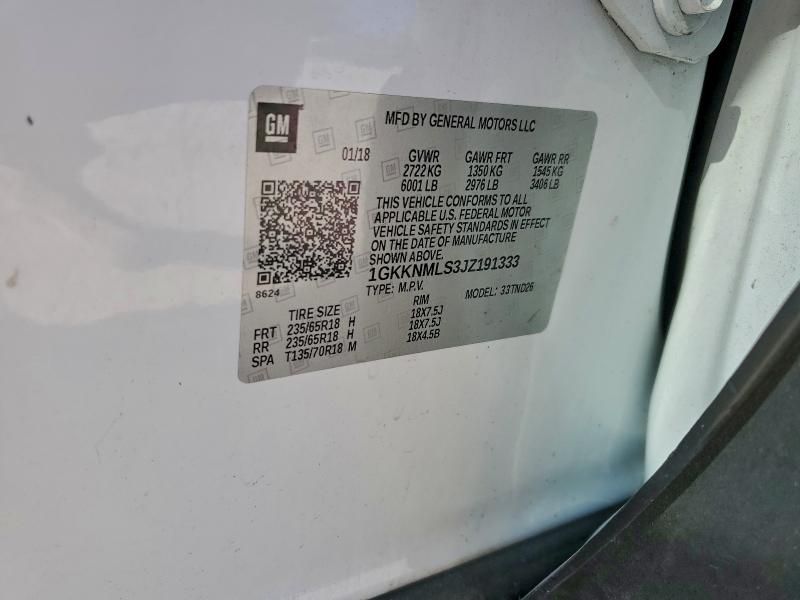 GM
MFD BY GENERAL MOTORS LLC
01/18 GVWR GAWR FRT GAWR RR
2722 KG 1350 KG 1545 KG
6001 LB 2976 LB 3406 LB
THIS VEHICLE CONFORMS TO ALL
APPLICABLE U.S. FEDERAL MOTOR
VEHICLE SAFETY STANDARDS IN EFFECT
ON THE DATE OF MANUFACTURE
SHOWN ABOVE.
1GKKNMLS3JZ191333
8624
TYPE: M.P.V. MODEL: 33TND26
TIRE SIZE RIM
FRT 235/65R18 H 18X7.5J
RR 235/65R18 H 18X7.5J
SPA T135/70R18 M 18X4.5B